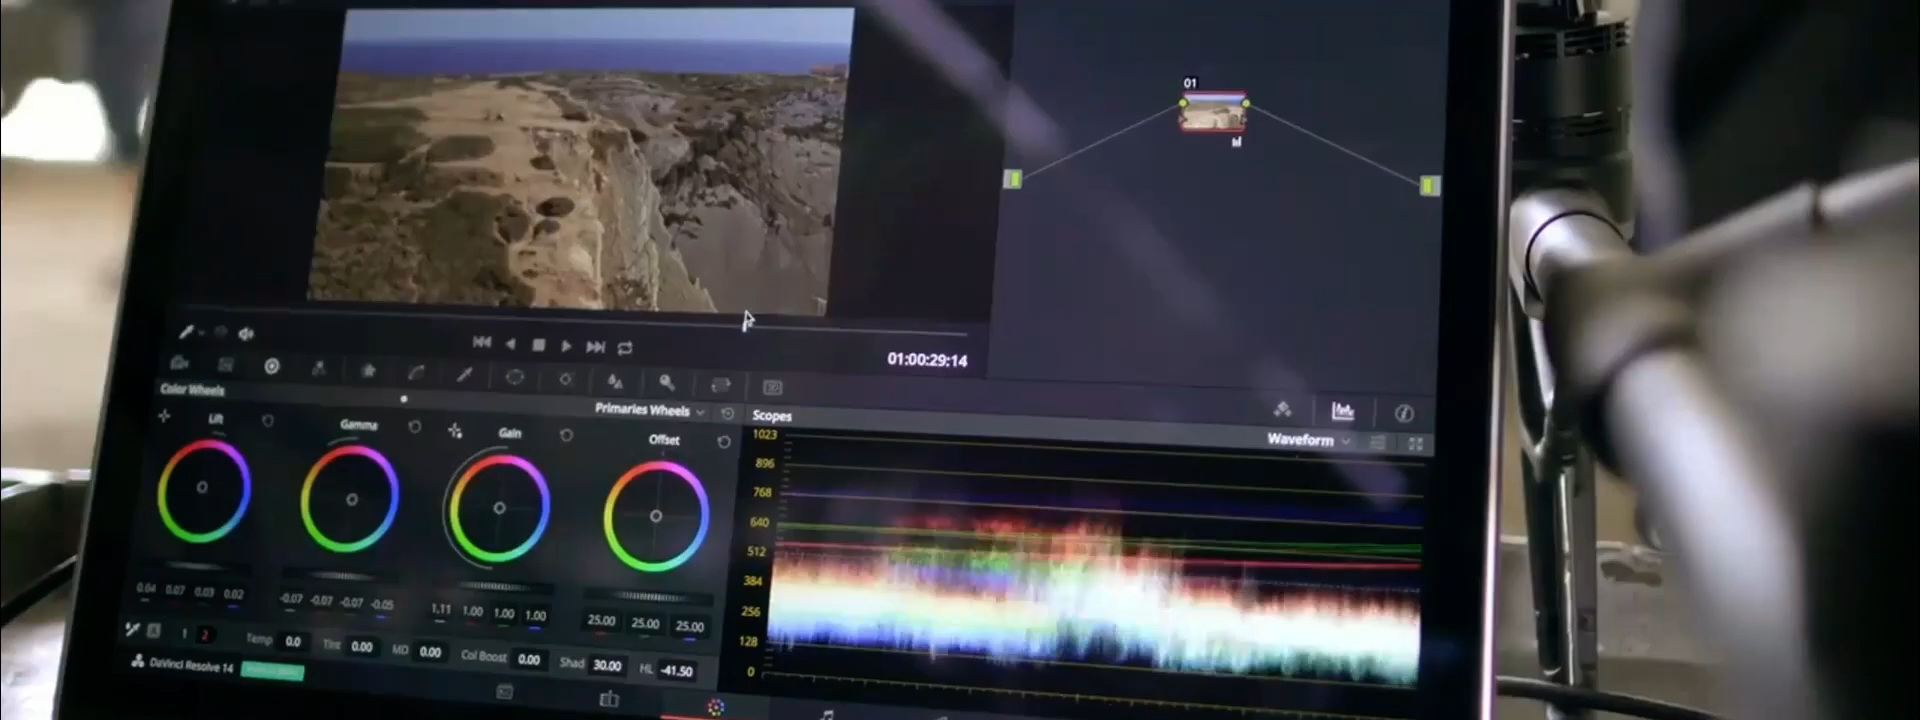 01
01:00:29:14
Color Wheels
Primaries Wheels
Scopes
Waveform
Lift
Gamma
Gain
Offset
1023
896
768
640
512
384
256
128
0
0.04 0.07 0.03 0.02
-0.07 -0.07 -0.07 -0.05
1.11 1.00 1.00 1.00
25.00 25.00 25.00
A 1 2 Temp 0.0 Tint 0.00 MD 0.00 Col Boost 0.00 Shad 30.00 HL -41.50
DaVinci Resolve 14